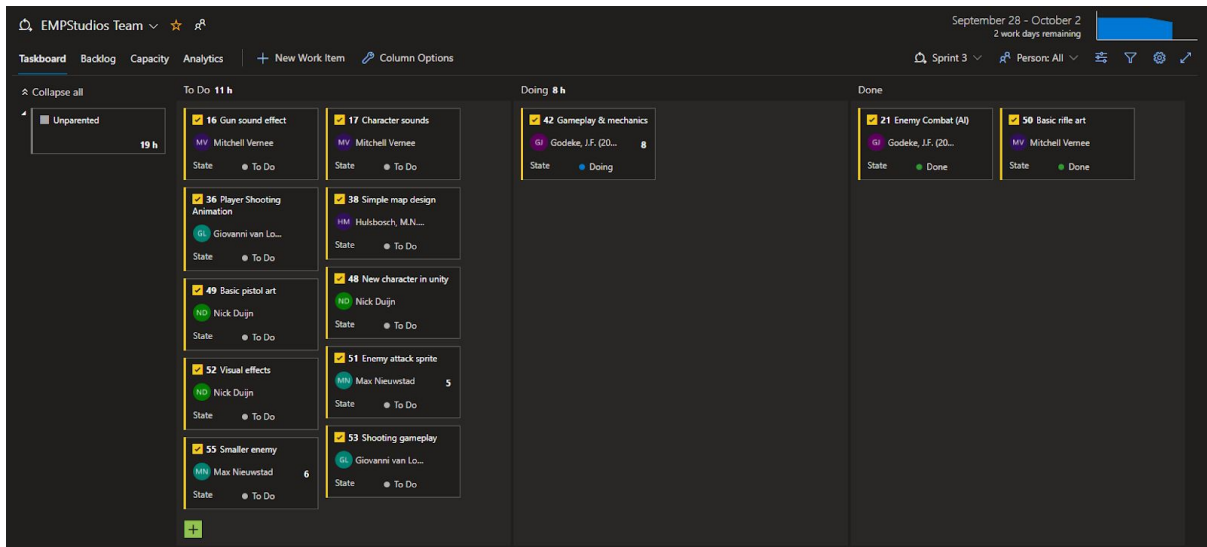 EMPStudios Team
September 28 - October 2
2 work days remaining
Taskboard Backlog Capacity Analytics New Work Item Column Options
Sprint 3 Person: All
Collapse all
To Do 11 h
Doing 8 h
Done
Unparented
19 h
16 Gun sound effect
MV Mitchell Vernee
State To Do
17 Character sounds
MV Mitchell Vernee
State To Do
36 Player Shooting
Animation
GL Giovanni van Lo...
State To Do
38 Simple map design
HM Hulsbosch, M.N....
State To Do
49 Basic pistol art
ND Nick Duijn
State To Do
48 New character in unity
ND Nick Duijn
State To Do
52 Visual effects
ND Nick Duijn
State To Do
51 Enemy attack sprite
MN Max Nieuwstad 5
State To Do
55 Smaller enemy
MN Max Nieuwstad 6
State To Do
53 Shooting gameplay
GL Giovanni van Lo...
State To Do
42 Gameplay & mechanics
GJ Godeke, J.F. (20... 8
State Doing
21 Enemy Combat (AI)
GJ Godeke, J.F. (20...
State Done
50 Basic rifle art
MV Mitchell Vernee
State Done